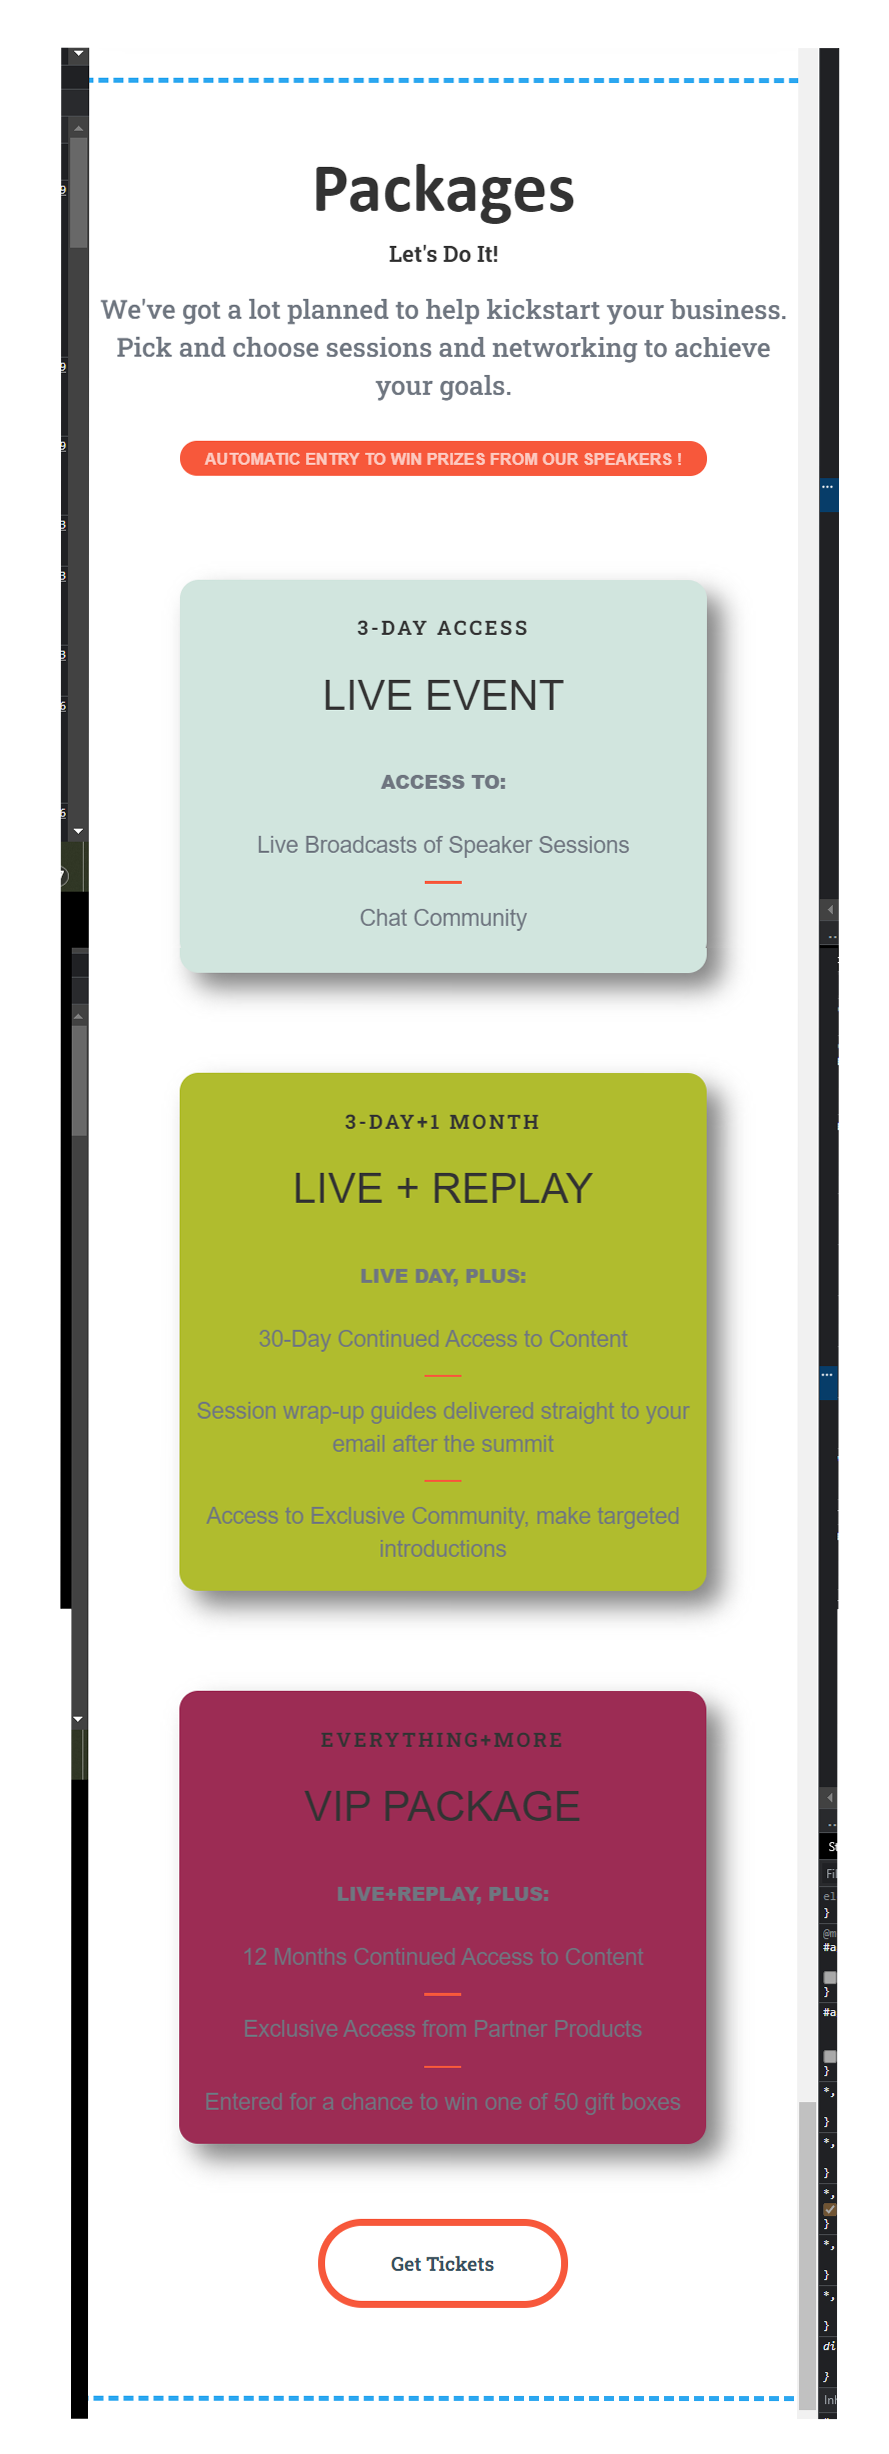 Packages
Let's Do It!
We've got a lot planned to help kickstart your business.
Pick and choose sessions and networking to achieve
your goals.
AUTOMATIC ENTRY TO WIN PRIZES FROM OUR SPEAKERS !
3-DAY ACCESS
LIVE EVENT
ACCESS TO:
Live Broadcasts of Speaker Sessions
Chat Community
3-DAY+1 MONTH
LIVE + REPLAY
LIVE DAY, PLUS:
30-Day Continued Access to Content
Session wrap-up guides delivered straight to your
email after the summit
Access to Exclusive Community, make targeted
introductions
EVERYTHING+MORE
VIP PACKAGE
LIVE+REPLAY, PLUS:
12 Months Continued Access to Content
Exclusive Access from Partner Products
Entered for a chance to win one of 50 gift boxes
Get Tickets